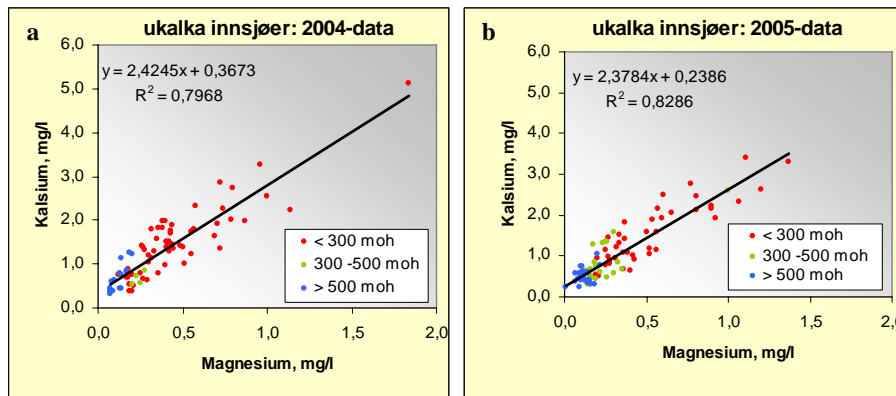 a
ukalka innsjøer: 2004-data
6,0
5,0
4,0
3,0
2,0
1,0
0,0
y = 2,4245x + 0,3673
R² = 0,7968
Kalsium, mg/l
< 300 moh
300 -500 moh
> 500 moh
0,0
0,5
1,0
1,5
2,0
Magnesium, mg/l
b
ukalka innsjøer: 2005-data
6,0
5,0
4,0
3,0
2,0
1,0
0,0
y = 2,3784x + 0,2386
R² = 0,8286
Kalsium, mg/l
< 300 moh
300 -500 moh
> 500 moh
0,0
0,5
1,0
1,5
2,0
Magnesium, mg/l